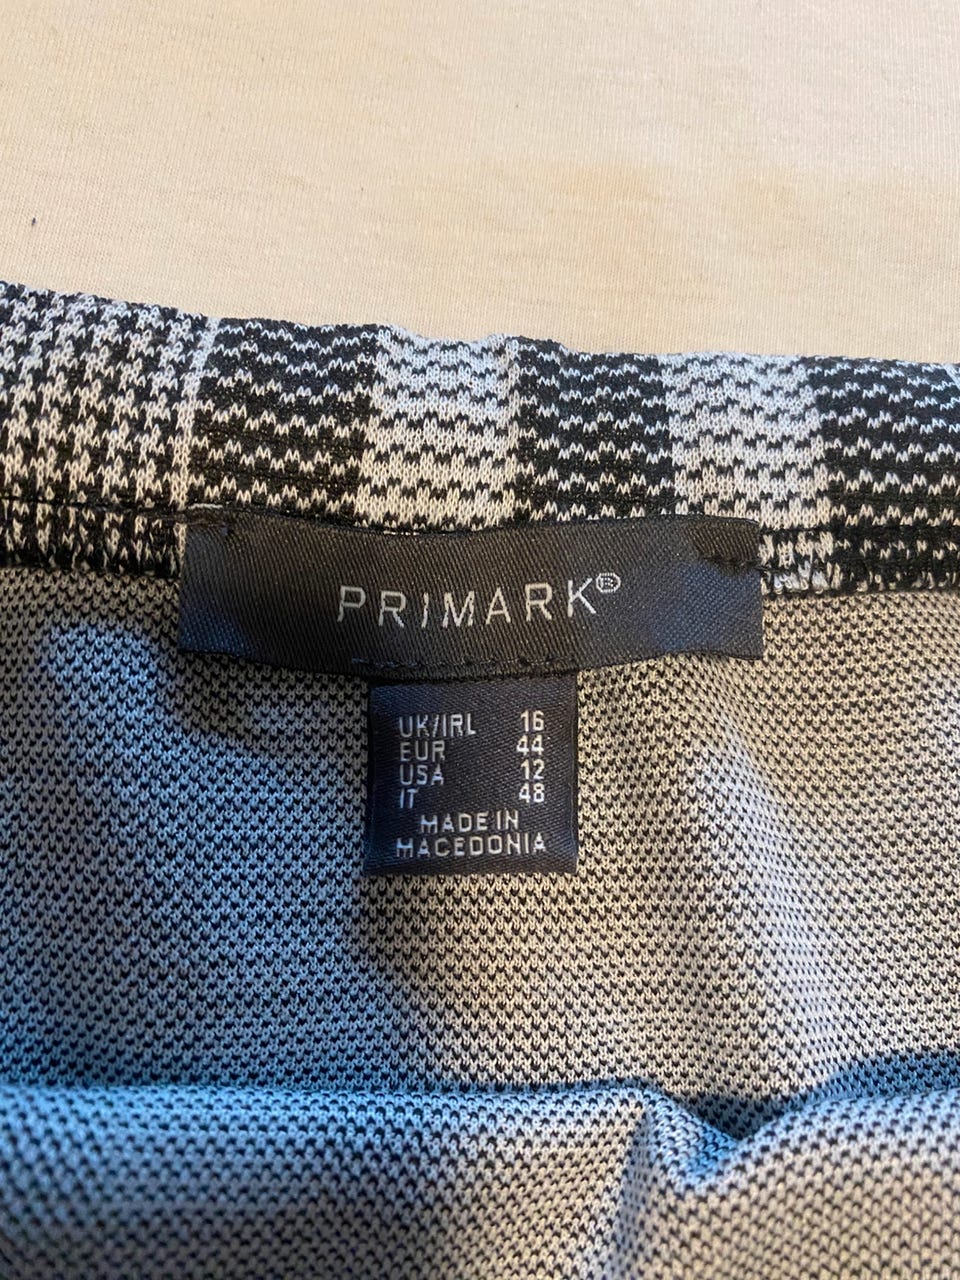 PRIMARK®
UK/IRL 16
EUR 44
USA 12
IT 48
MADE IN
MACEDONIA